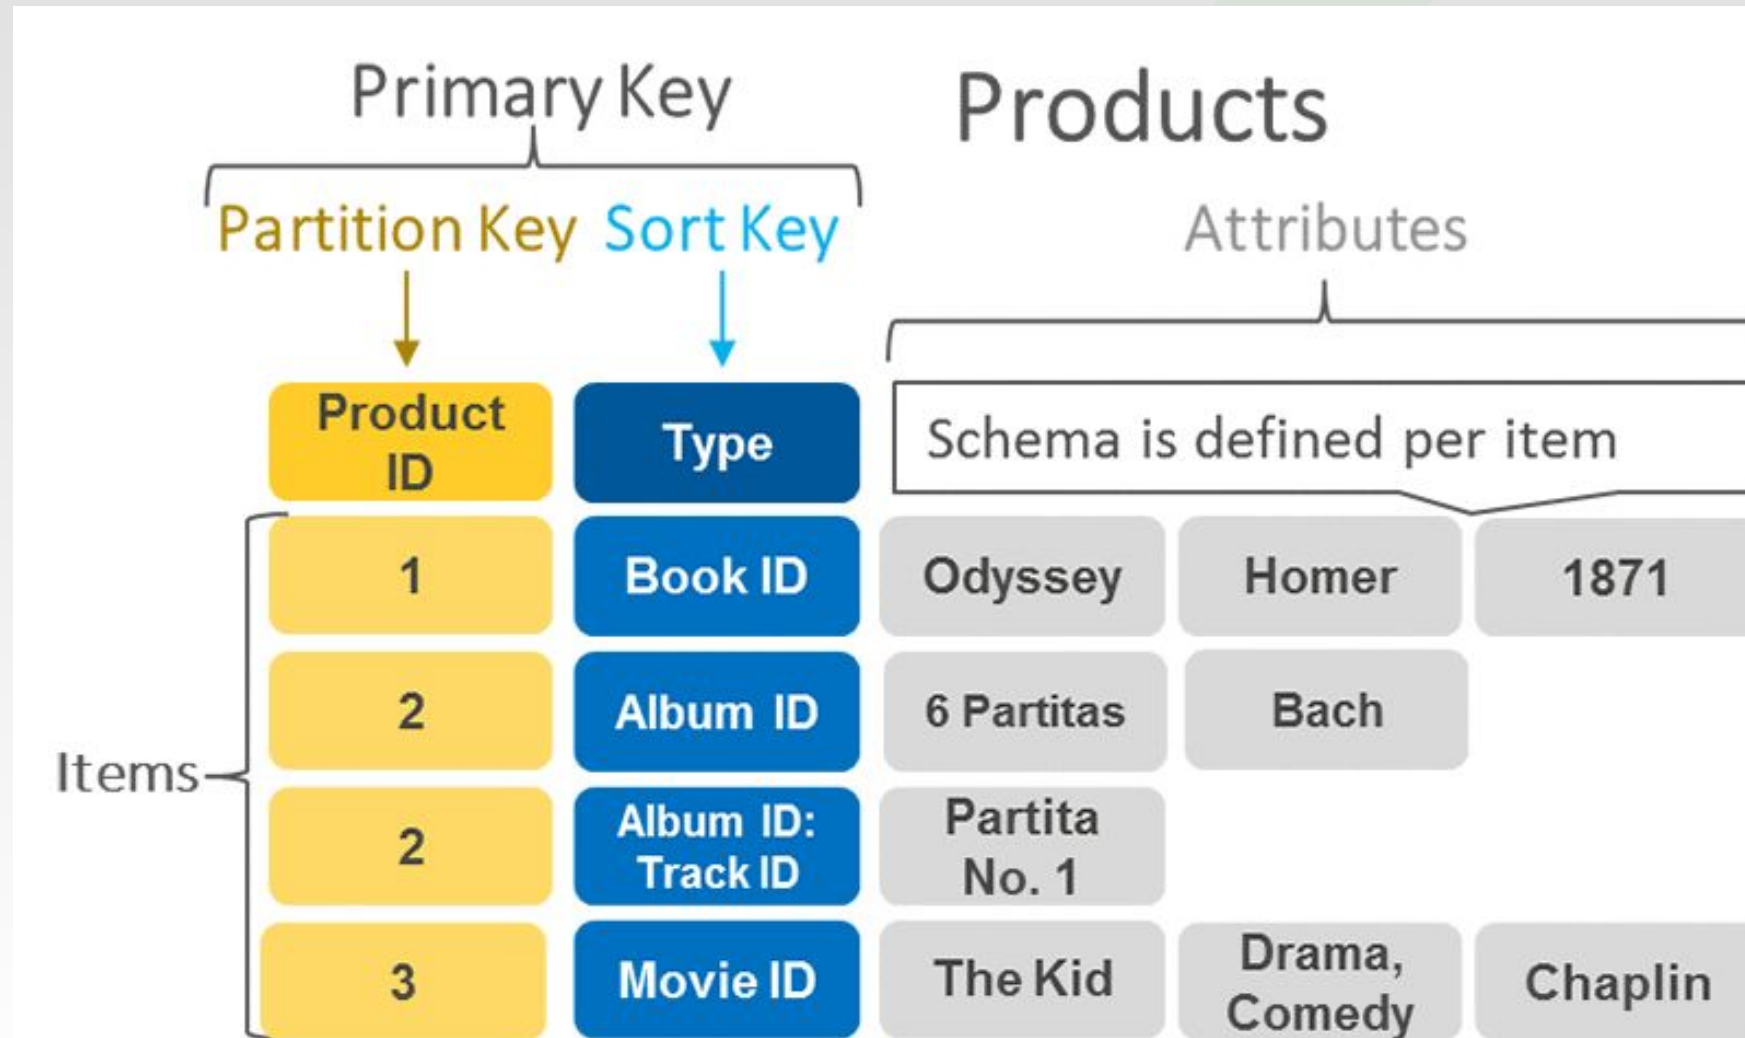 Primary Key
Products
Partition Key
Sort Key
Attributes
Product
ID
Type
Schema is defined per item
1
Book ID
Odyssey
Homer
1871
2
Album ID
6 Partitas
Bach
Items
2
Album ID:
Track ID
Partita
No. 1
3
Movie ID
The Kid
Drama,
Comedy
Chaplin